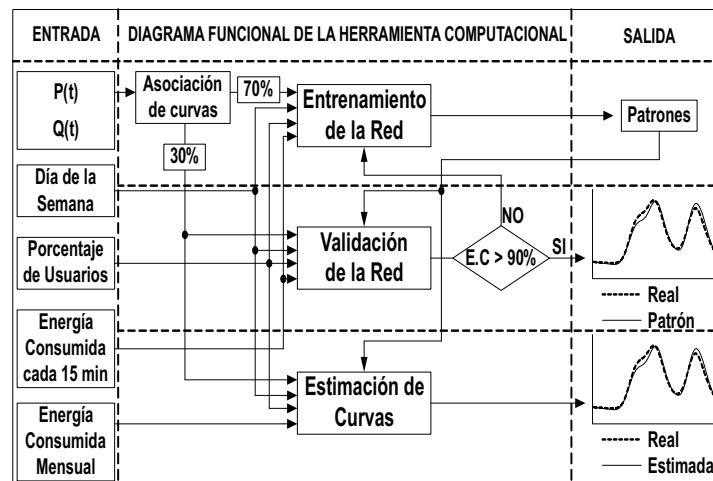 ENTRADA
DIAGRAMA FUNCIONAL DE LA HERRAMIENTA COMPUTACIONAL
SALIDA
P(t)
Q(t)
Asociación
de curvas
70%
30%
Entrenamiento
de la Red
Patrones
Día de la
Semana
Porcentaje
de Usuarios
Validación
de la Red
NO
E.C > 90%
SI
Real
Patrón
Energía
Consumida
cada 15 min
Energía
Consumida
Mensual
Estimación de
Curvas
Real
Estimada